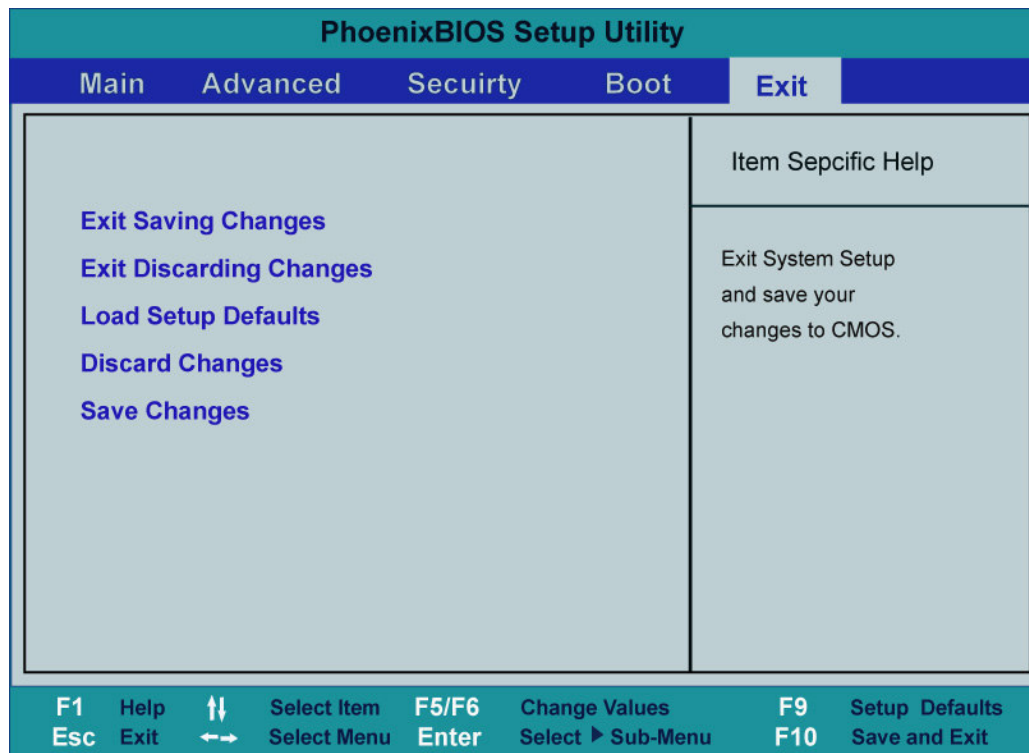 PhoenixBIOS Setup Utility
Main Advanced Secuirty Boot Exit
Item Sepcific Help
Exit Saving Changes
Exit Discarding Changes
Load Setup Defaults
Discard Changes
Save Changes
Exit System Setup
and save your
changes to CMOS.
F1 Help Select Item F5/F6 Change Values F9 Setup Defaults
Esc Exit Select Menu Enter Select Sub-Menu F10 Save and Exit